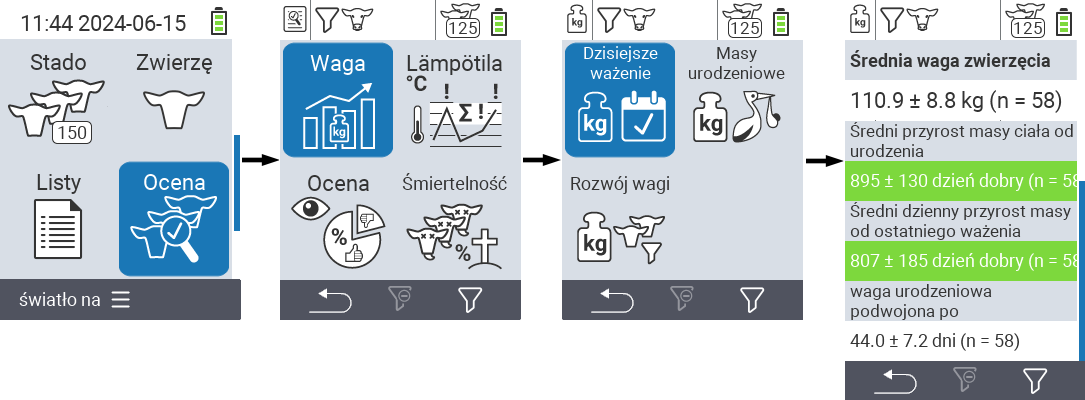 11:44 2024-06-15
Stado
Zwierzę
150
Listy
Ocena
światło na
125
Waga
kg
Lämpötila
°C
! !
Σ !
Ocena
%
Śmiertelność
%
kg
125
Dzisiejsze
ważenie
kg
Masy
urodzeniowe
kg
Rozwój wagi
kg
kg
125
Średnia waga zwierzęcia
110.9 ± 8.8 kg (n = 58)
Średni przyrost masy ciała od
urodzenia
895 ± 130 dzień dobry (n = 58
Średni dzienny przyrost masy
od ostatniego ważenia
807 ± 185 dzień dobry (n = 58
waga urodzeniowa
podwojona po
44.0 ± 7.2 dni (n = 58)